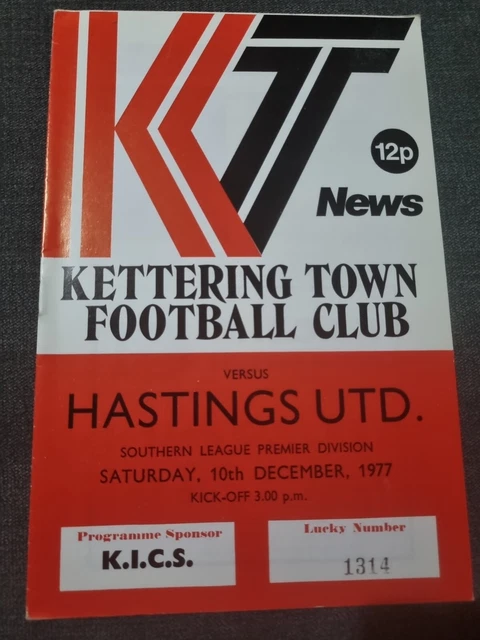 KT
12p
News
KETTERING TOWN
FOOTBALL CLUB
VERSUS
HASTINGS UTD.
SOUTHERN LEAGUE PREMIER DIVISION
SATURDAY, 10th DECEMBER, 1977
KICK-OFF 3.00 p.m.
Programme Sponsor
K.I.C.S.
Lucky Number
1314